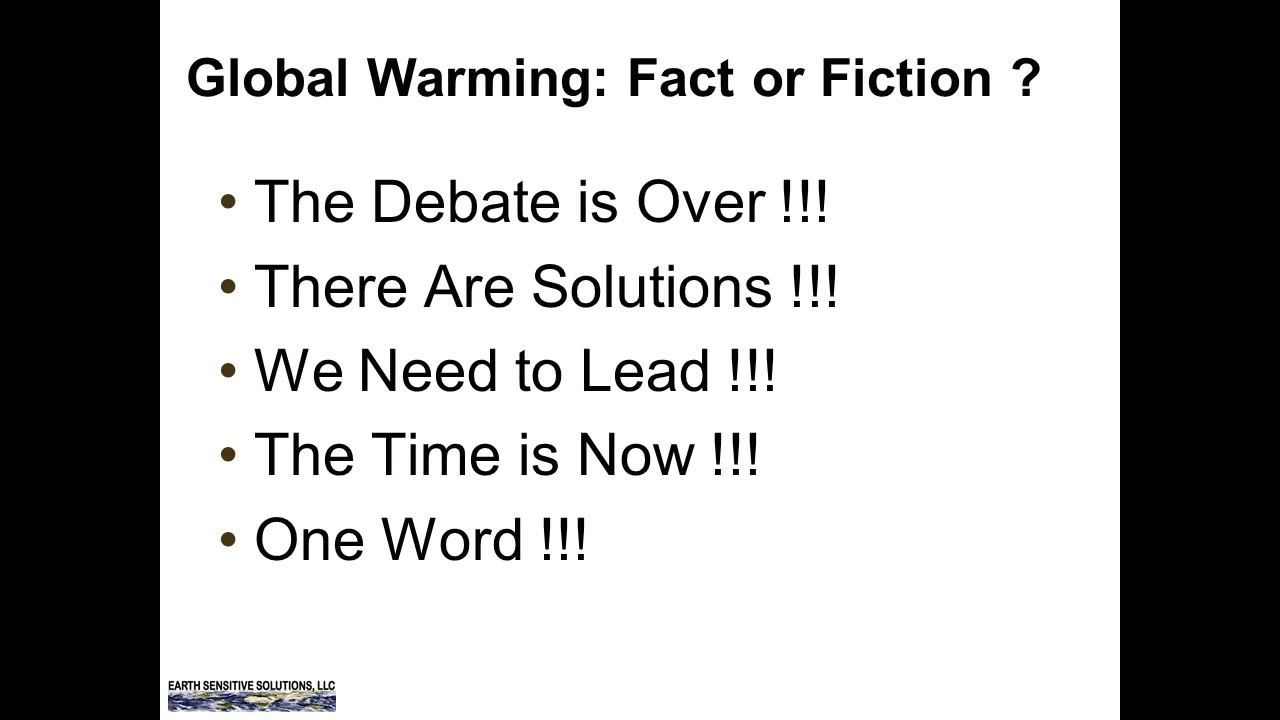 Global Warming: Fact or Fiction ?
• The Debate is Over !!!
• There Are Solutions !!!
• We Need to Lead !!!
• The Time is Now !!!
• One Word !!!
EARTH SENSITIVE SOLUTIONS, LLC